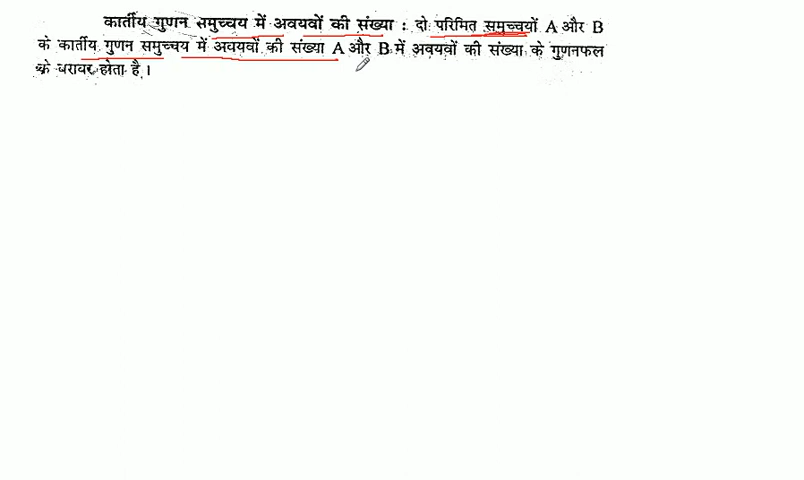 कार्तीय गुणन समुच्चय में अवयवों की संख्या : दो परिमित समुच्चयों A और B
के कार्तीय गुणन समुच्चय में अवयवों की संख्या A और B में अवयवों की संख्या के गुणनफल
के बराबर होता है ।